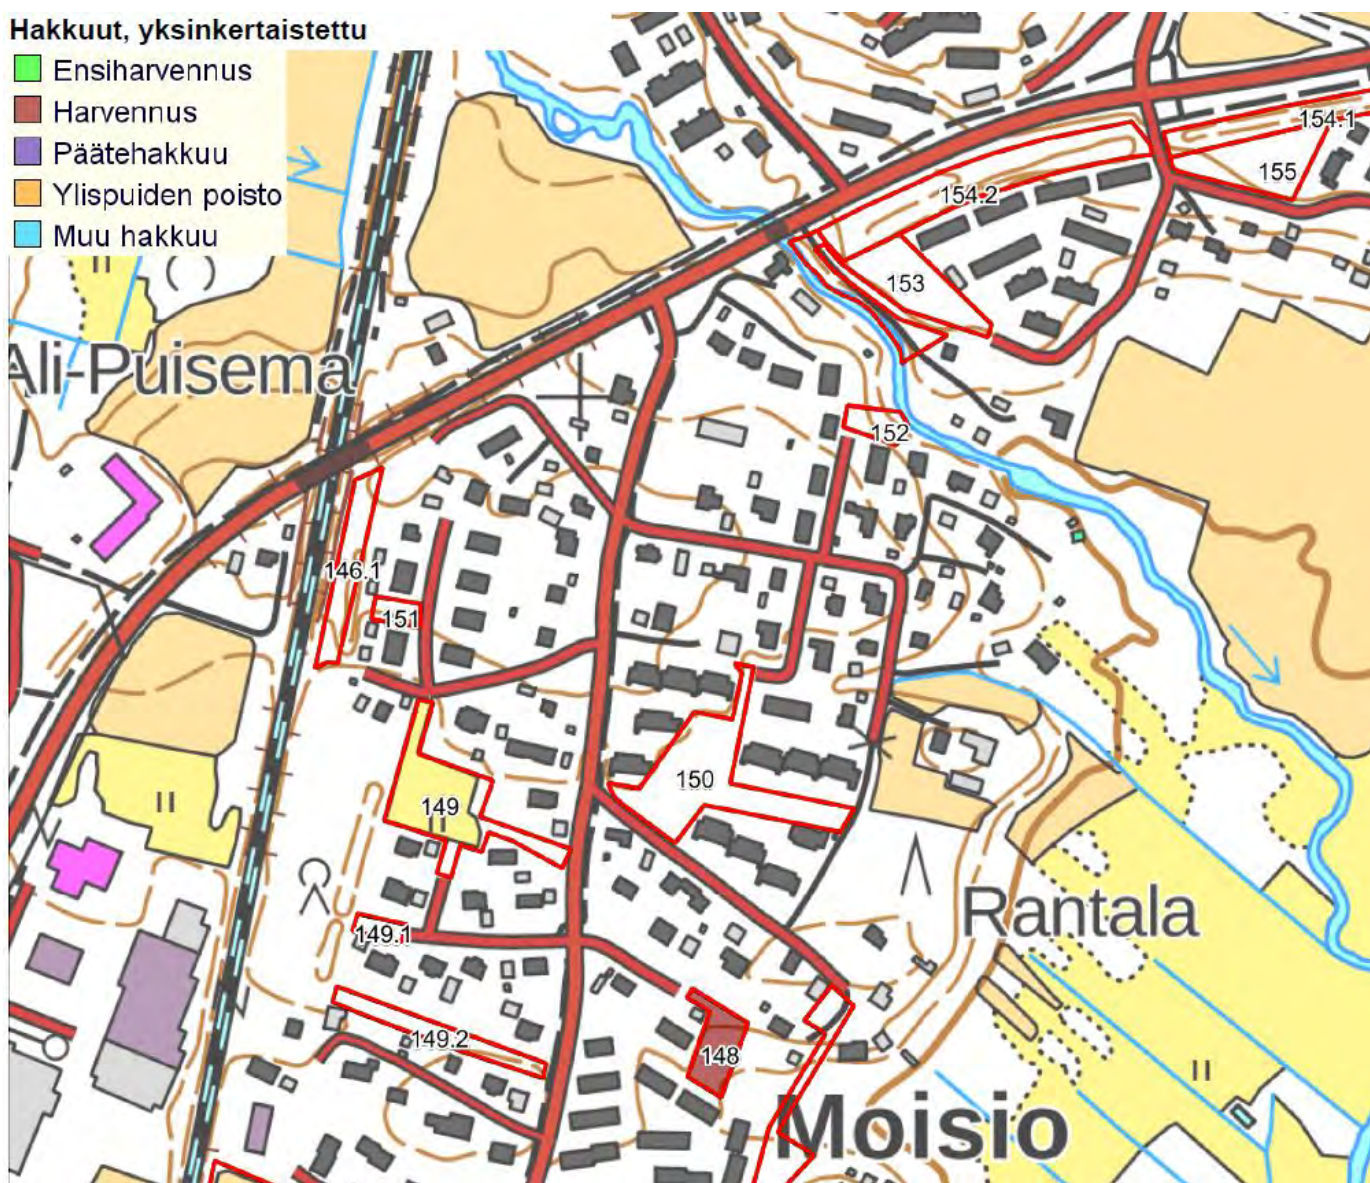 Hakkuut, yksinkertaistettu
Ensiharvennus
Harvennus
Päätehakkuu
Ylispuiden poisto
Muu hakkuu
154.1
155
154.2
153
Ali-Puisema
152
146.1
151
150
149
Rantala
149.1
149.2
148
Moisio